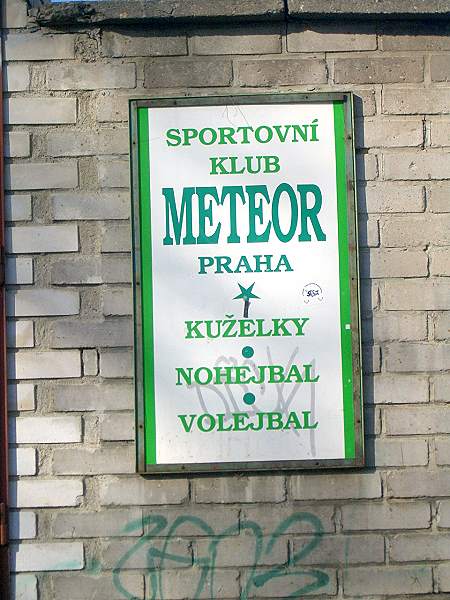 SPORTOVNÍ
KLUB
METEOR
PRAHA
KUŽELKY
NOHEJBAL
VOLEJBAL